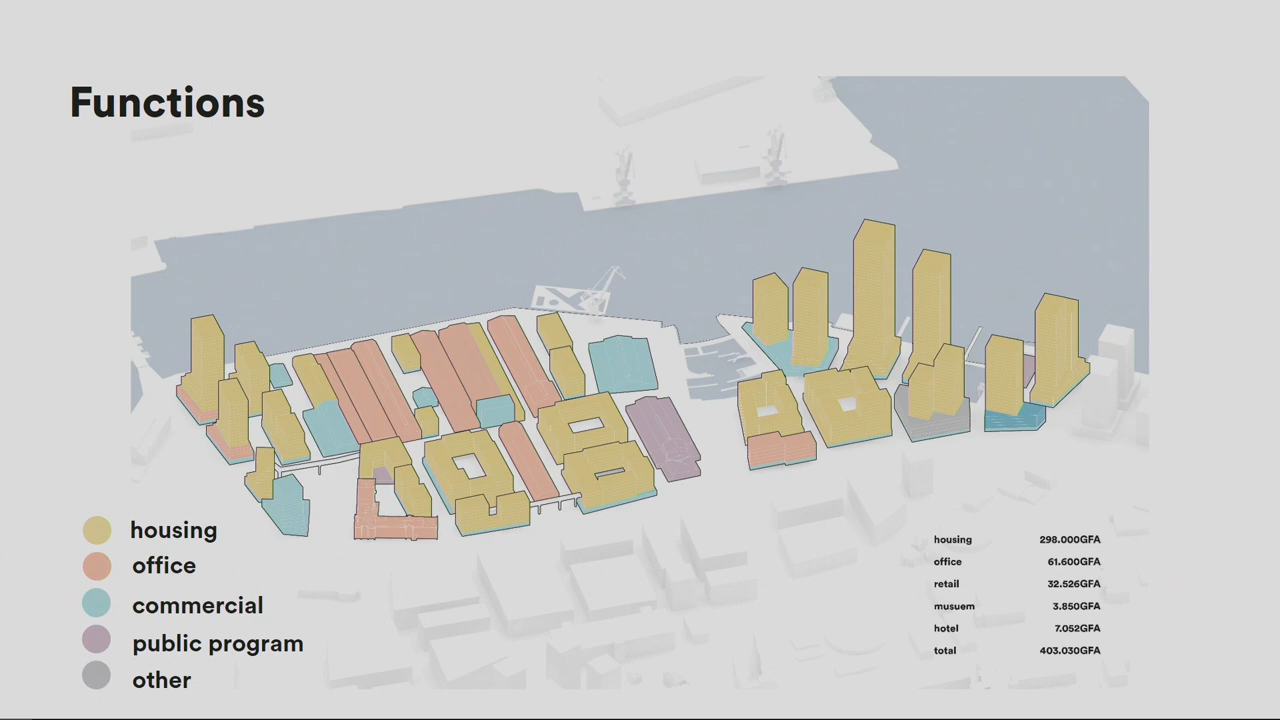 Functions
housing
office
commercial
public program
other
housing 298.000GFA
office 61.600GFA
retail 32.526GFA
musuem 3.850GFA
hotel 7.052GFA
total 403.030GFA